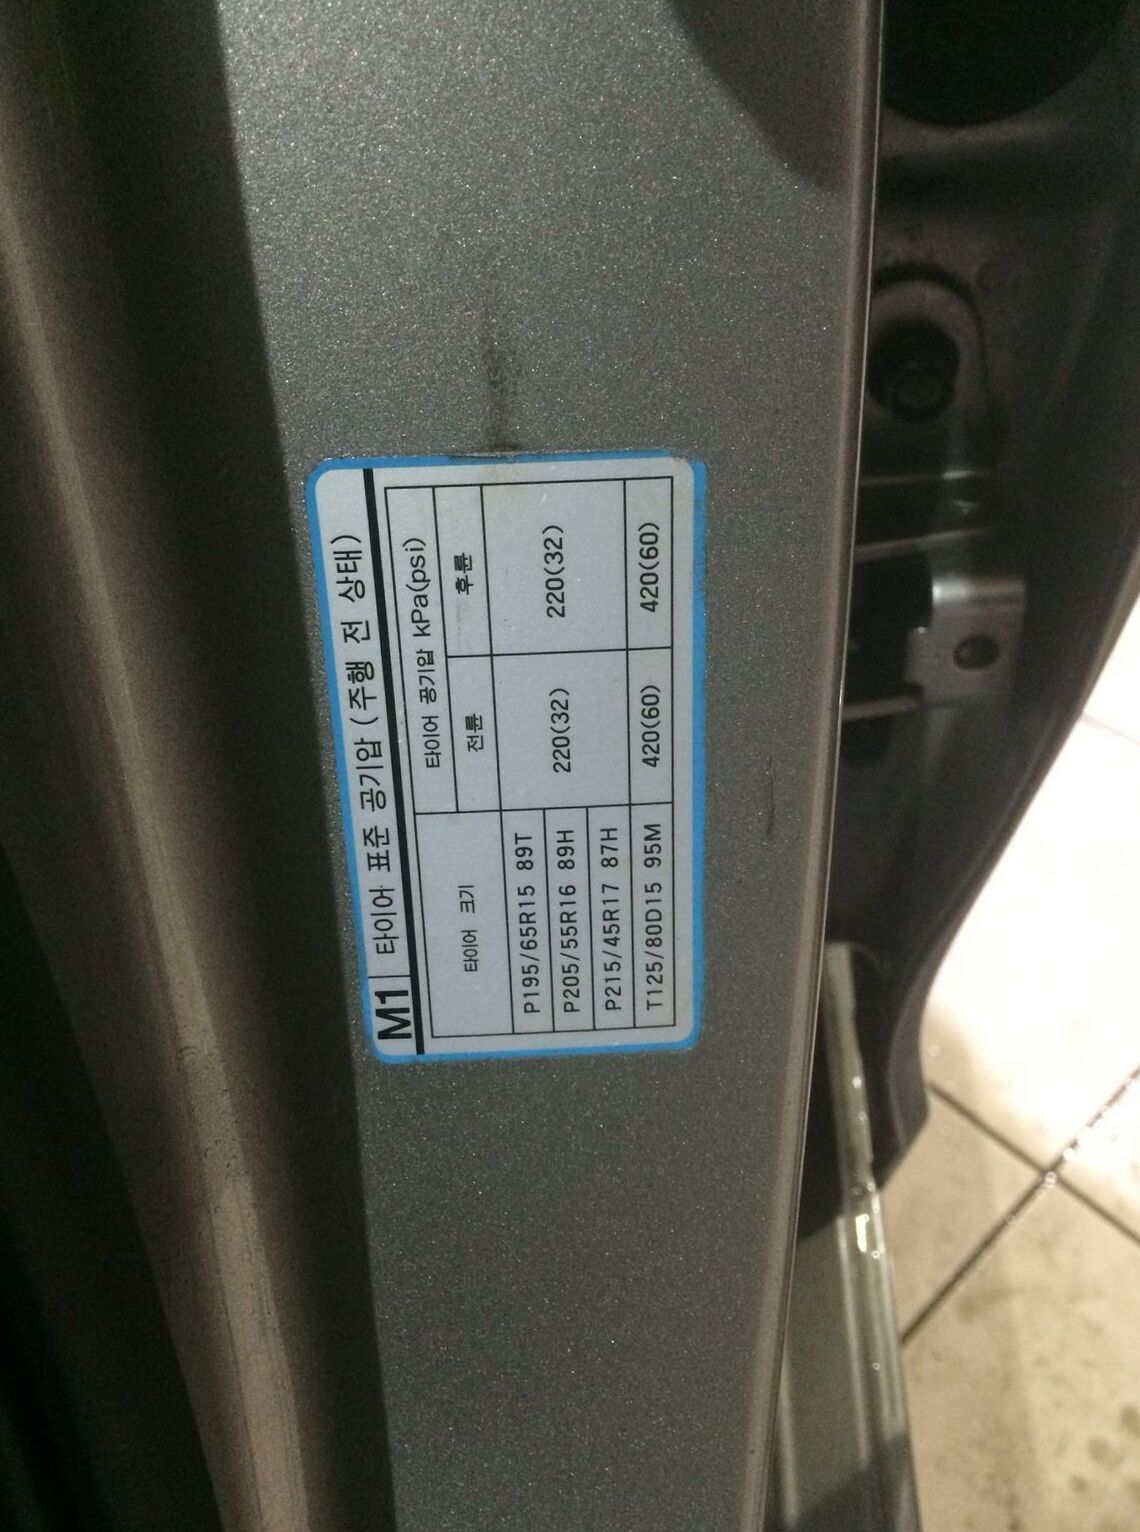 M1 타이어 표준 공기압 (주행 전 상태)
타이어 크기 타이어 공기압 kPa(psi)
전륜 후륜
P195/65R15 89T 220(32) 220(32)
P205/55R16 89H
P215/45R17 87H
T125/80D15 95M 420(60) 420(60)